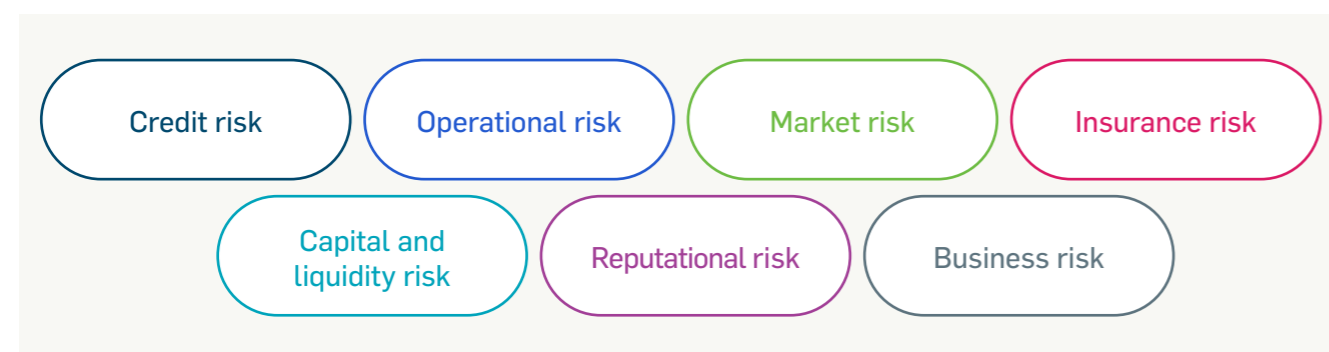 Credit risk
Operational risk
Market risk
Insurance risk
Capital and
liquidity risk
Reputational risk
Business risk